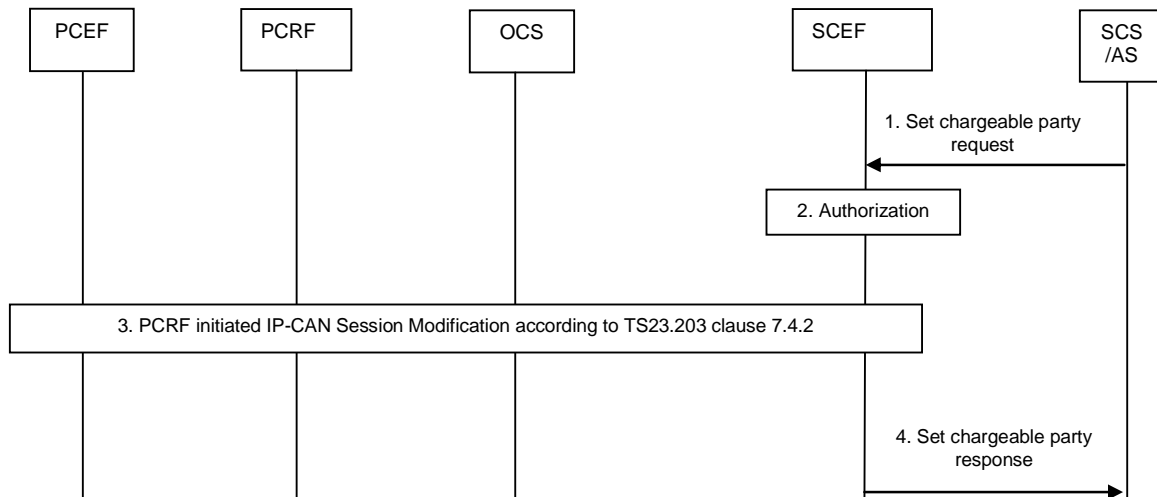 PCEF
PCRF
OCS
SCEF
SCS
/AS
1. Set chargeable party
request
2. Authorization
3. PCRF initiated IP-CAN Session Modification according to TS23.203 clause 7.4.2
4. Set chargeable party
response